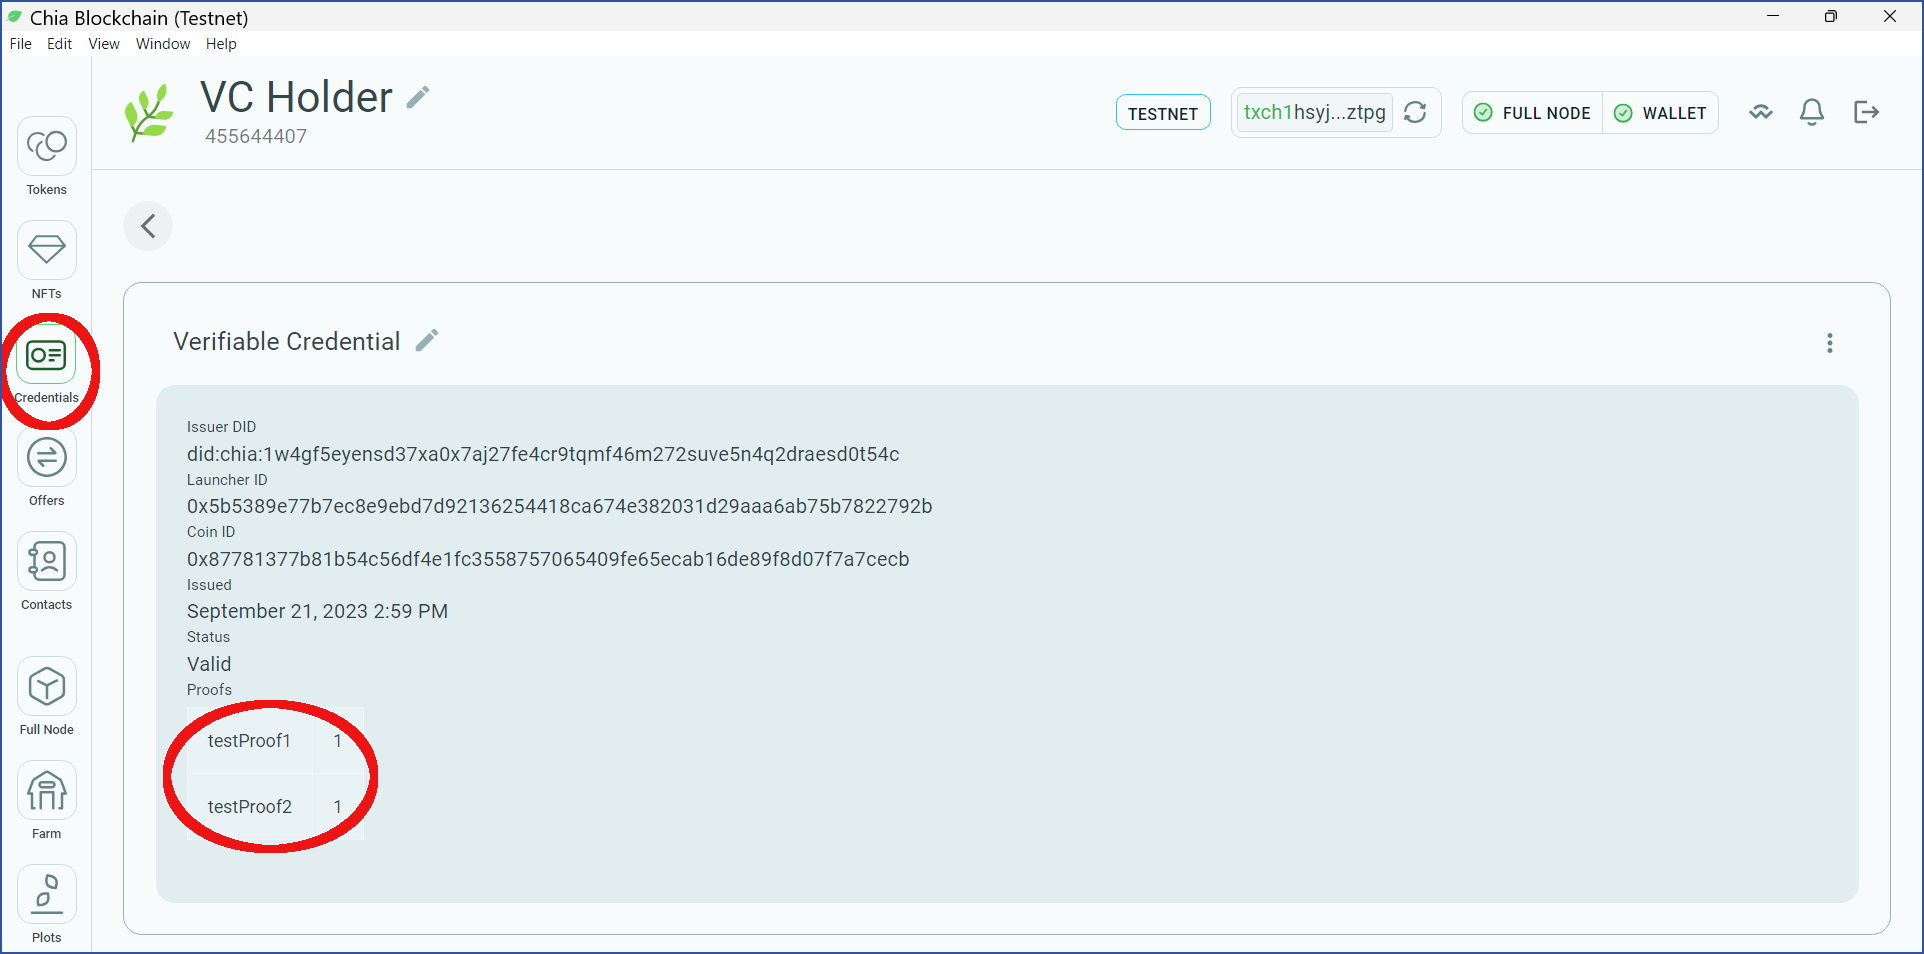 Chia Blockchain (Testnet)
File Edit View Window Help
VC Holder
455644407
TESTNET
txch1hsyj...ztpg
FULL NODE
WALLET
Tokens
NFTs
Credentials
Offers
Contacts
Full Node
Farm
Plots
Verifiable Credential
Issuer DID
did:chia:1w4gf5eyensd37xa0x7aj27fe4cr9tqmf46m272suve5n4q2draesd0t54c
Launcher ID
0x5b5389e77b7ec8e9ebd7d92136254418ca674e382031d29aaa6ab75b7822792b
Coin ID
0x87781377b81b54c56df4e1fc3558757065409fe65ecab16de89f8d07f7a7cecb
Issued
September 21, 2023 2:59 PM
Status
Valid
Proofs
testProof1 1
testProof2 1